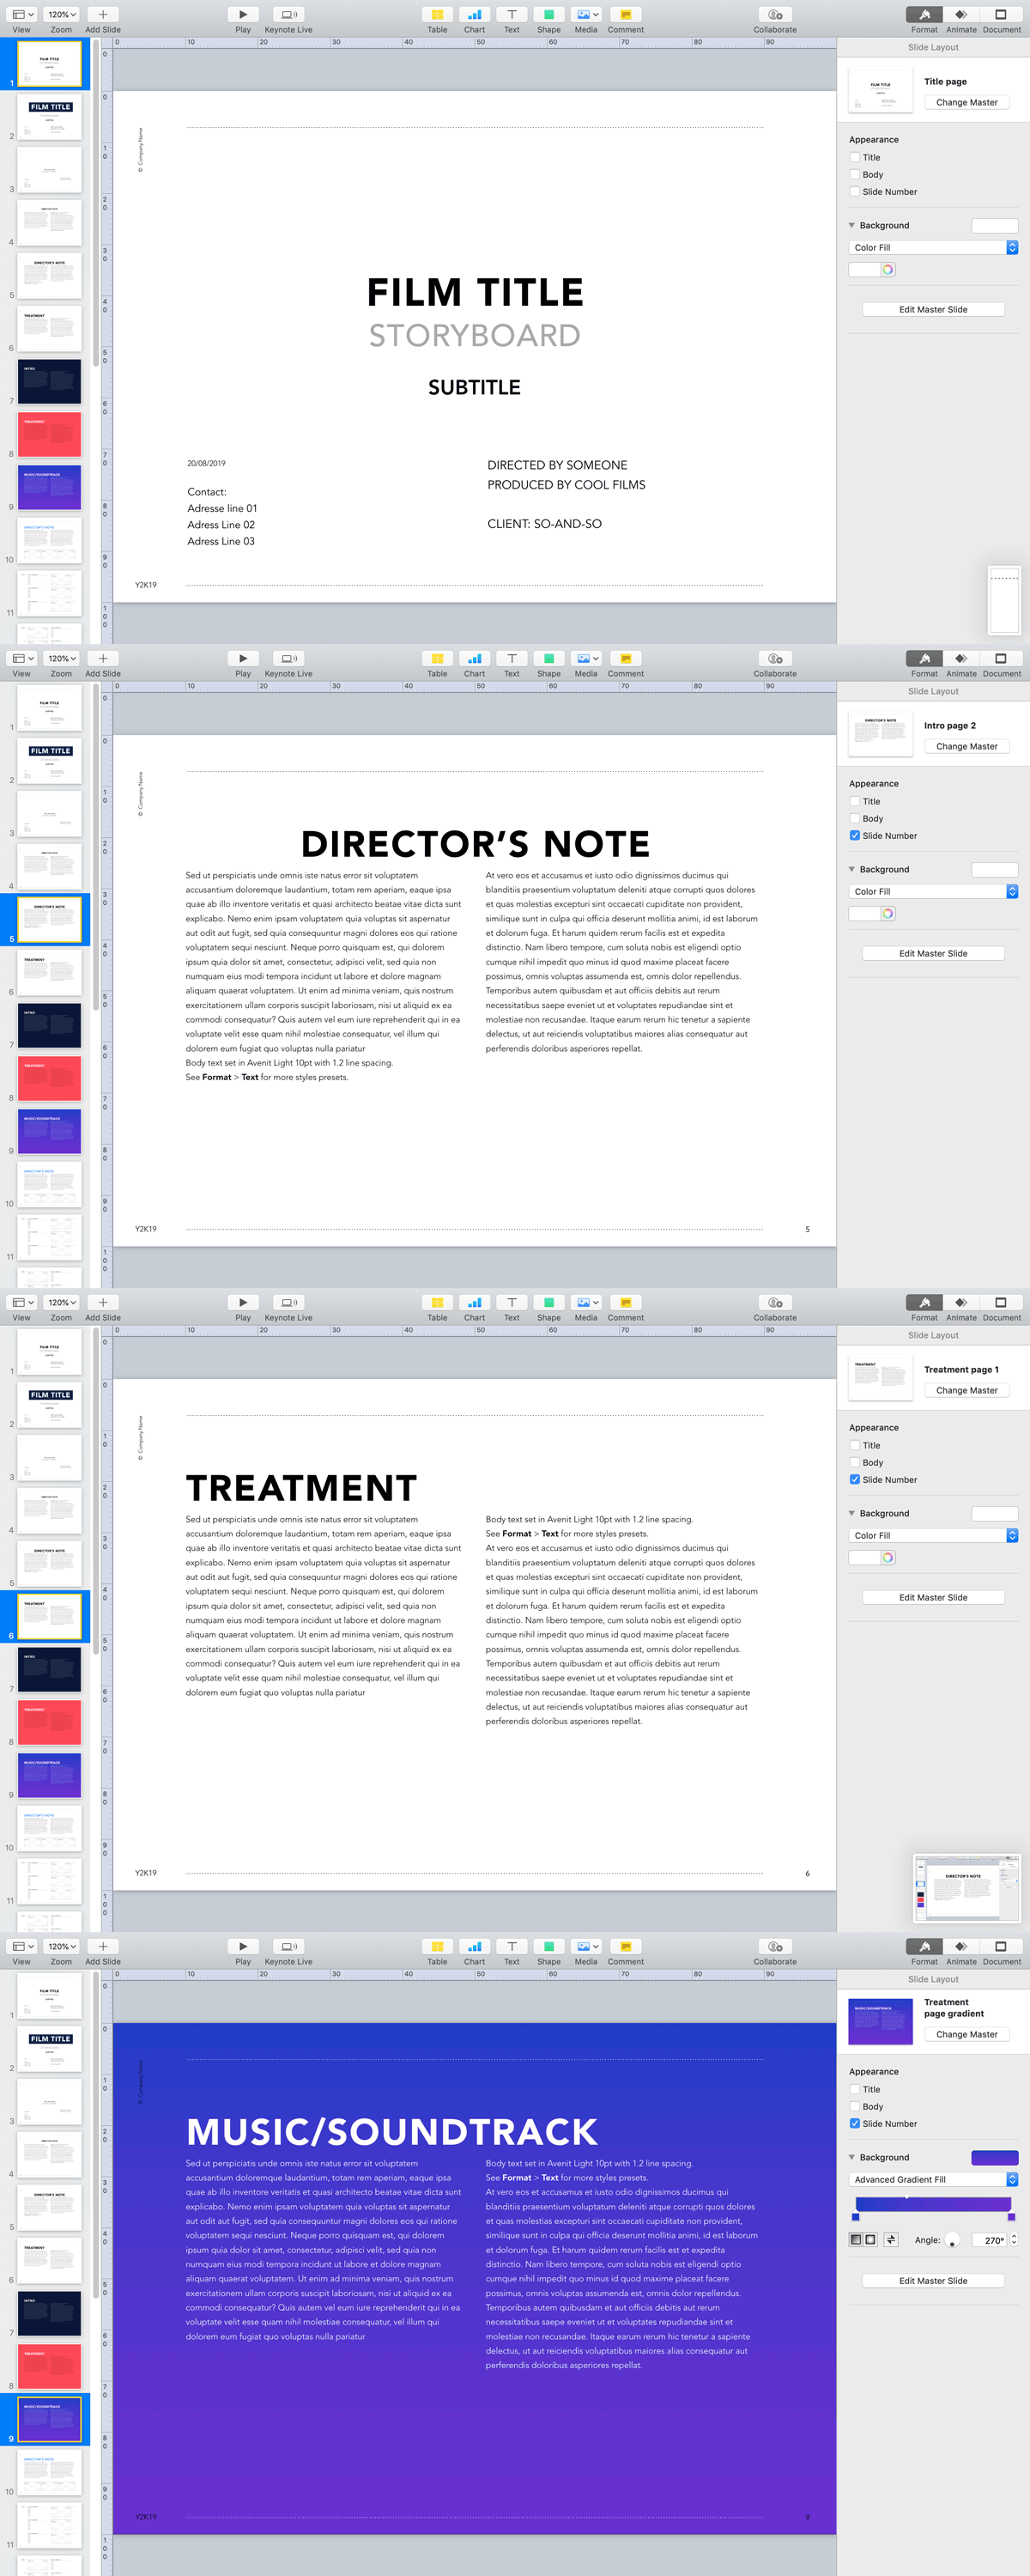 120%
View
Zoom
Add Slide
Play
Keynote Live
Table
Chart
Text
Shape
Media
Comment
Collaborate
Format
Animate
Document
Slide Layout
Title page
Change Master
Appearance
Title
Body
Slide Number
Background
Color Fill
Edit Master Slide
© Company Name
FILM TITLE
STORYBOARD
SUBTITLE
20/08/2019
Contact:
Adresse line 01
Adress Line 02
Adress Line 03
DIRECTED BY SOMEONE
PRODUCED BY COOL FILMS
CLIENT: SO-AND-SO
Y2K19
120%
View
Zoom
Add Slide
Play
Keynote Live
Table
Chart
Text
Shape
Media
Comment
Collaborate
Format
Animate
Document
Slide Layout
Intro page 2
Change Master
Appearance
Title
Body
Slide Number
Background
Color Fill
Edit Master Slide
© Company Name
DIRECTOR’S NOTE
Sed ut perspiciatis unde omnis iste natus error sit voluptatem
accusantium doloremque laudantium, totam rem aperiam, eaque ipsa
quae ab illo inventore veritatis et quasi architecto beatae vitae dicta sunt
explicabo. Nemo enim ipsam voluptatem quia voluptas sit aspernatur
aut odit aut fugit, sed quia consequuntur magni dolores eos qui ratione
voluptatem sequi nesciunt. Neque porro quisquam est, qui dolorem
ipsum quia dolor sit amet, consectetur, adipisci velit, sed quia non
numquam eius modi tempora incidunt ut labore et dolore magnam
aliquam quaerat voluptatem. Ut enim ad minima veniam, quis nostrum
exercitationem ullam corporis suscipit laboriosam, nisi ut aliquid ex ea
commodi consequatur? Quis autem vel eum iure reprehenderit qui in ea
voluptate velit esse quam nihil molestiae consequatur, vel illum qui
dolorem eum fugiat quo voluptas nulla pariatur
Body text set in Avenit Light 10pt with 1.2 line spacing.
See Format > Text for more styles presets.
At vero eos et accusamus et iusto odio dignissimos ducimus qui
blanditiis praesentium voluptatum deleniti atque corrupti quos dolores
et quas molestias excepturi sint occaecati cupiditate non provident,
similique sunt in culpa qui officia deserunt mollitia animi, id est laborum
et dolorum fuga. Et harum quidem rerum facilis est et expedita
distinctio. Nam libero tempore, cum soluta nobis est eligendi optio
cumque nihil impedit quo minus id quod maxime placeat facere
possimus, omnis voluptas assumenda est, omnis dolor repellendus.
Temporibus autem quibusdam et aut officiis debitis aut rerum
necessitatibus saepe eveniet ut et voluptates repudiandae sint et
molestiae non recusandae. Itaque earum rerum hic tenetur a sapiente
delectus, ut aut reiciendis voluptatibus maiores alias consequatur aut
perferendis doloribus asperiores repellat.
Y2K19
5
120%
View
Zoom
Add Slide
Play
Keynote Live
Table
Chart
Text
Shape
Media
Comment
Collaborate
Format
Animate
Document
Slide Layout
Treatment page 1
Change Master
Appearance
Title
Body
Slide Number
Background
Color Fill
Edit Master Slide
© Company Name
TREATMENT
Sed ut perspiciatis unde omnis iste natus error sit voluptatem
accusantium doloremque laudantium, totam rem aperiam, eaque ipsa
quae ab illo inventore veritatis et quasi architecto beatae vitae dicta sunt
explicabo. Nemo enim ipsam voluptatem quia voluptas sit aspernatur
aut odit aut fugit, sed quia consequuntur magni dolores eos qui ratione
voluptatem sequi nesciunt. Neque porro quisquam est, qui dolorem
ipsum quia dolor sit amet, consectetur, adipisci velit, sed quia non
numquam eius modi tempora incidunt ut labore et dolore magnam
aliquam quaerat voluptatem. Ut enim ad minima veniam, quis nostrum
exercitationem ullam corporis suscipit laboriosam, nisi ut aliquid ex ea
commodi consequatur? Quis autem vel eum iure reprehenderit qui in ea
voluptate velit esse quam nihil molestiae consequatur, vel illum qui
dolorem eum fugiat quo voluptas nulla pariatur
Body text set in Avenit Light 10pt with 1.2 line spacing.
See Format > Text for more styles presets.
At vero eos et accusamus et iusto odio dignissimos ducimus qui
blanditiis praesentium voluptatum deleniti atque corrupti quos dolores
et quas molestias excepturi sint occaecati cupiditate non provident,
similique sunt in culpa qui officia deserunt mollitia animi, id est laborum
et dolorum fuga. Et harum quidem rerum facilis est et expedita
distinctio. Nam libero tempore, cum soluta nobis est eligendi optio
cumque nihil impedit quo minus id quod maxime placeat facere
possimus, omnis voluptas assumenda est, omnis dolor repellendus.
Temporibus autem quibusdam et aut officiis debitis aut rerum
necessitatibus saepe eveniet ut et voluptates repudiandae sint et
molestiae non recusandae. Itaque earum rerum hic tenetur a sapiente
delectus, ut aut reiciendis voluptatibus maiores alias consequatur aut
perferendis doloribus asperiores repellat.
Y2K19
6
120%
View
Zoom
Add Slide
Play
Keynote Live
Table
Chart
Text
Shape
Media
Comment
Collaborate
Format
Animate
Document
Slide Layout
Treatment
page gradient
Change Master
Appearance
Title
Body
Slide Number
Background
Advanced Gradient Fill
Angle:
270°
Edit Master Slide
© Company Name
MUSIC/SOUNDTRACK
Sed ut perspiciatis unde omnis iste natus error sit voluptatem
accusantium doloremque laudantium, totam rem aperiam, eaque ipsa
quae ab illo inventore veritatis et quasi architecto beatae vitae dicta sunt
explicabo. Nemo enim ipsam voluptatem quia voluptas sit aspernatur
aut odit aut fugit, sed quia consequuntur magni dolores eos qui ratione
voluptatem sequi nesciunt. Neque porro quisquam est, qui dolorem
ipsum quia dolor sit amet, consectetur, adipisci velit, sed quia non
numquam eius modi tempora incidunt ut labore et dolore magnam
aliquam quaerat voluptatem. Ut enim ad minima veniam, quis nostrum
exercitationem ullam corporis suscipit laboriosam, nisi ut aliquid ex ea
commodi consequatur? Quis autem vel eum iure reprehenderit qui in ea
voluptate velit esse quam nihil molestiae consequatur, vel illum qui
dolorem eum fugiat quo voluptas nulla pariatur
Body text set in Avenit Light 10pt with 1.2 line spacing.
See Format > Text for more styles presets.
At vero eos et accusamus et iusto odio dignissimos ducimus qui
blanditiis praesentium voluptatum deleniti atque corrupti quos dolores
et quas molestias excepturi sint occaecati cupiditate non provident,
similique sunt in culpa qui officia deserunt mollitia animi, id est laborum
et dolorum fuga. Et harum quidem rerum facilis est et expedita
distinctio. Nam libero tempore, cum soluta nobis est eligendi optio
cumque nihil impedit quo minus id quod maxime placeat facere
possimus, omnis voluptas assumenda est, omnis dolor repellendus.
Temporibus autem quibusdam et aut officiis debitis aut rerum
necessitatibus saepe eveniet ut et voluptates repudiandae sint et
molestiae non recusandae. Itaque earum rerum hic tenetur a sapiente
delectus, ut aut reiciendis voluptatibus maiores alias consequatur aut
perferendis doloribus asperiores repellat.
Y2K19
9